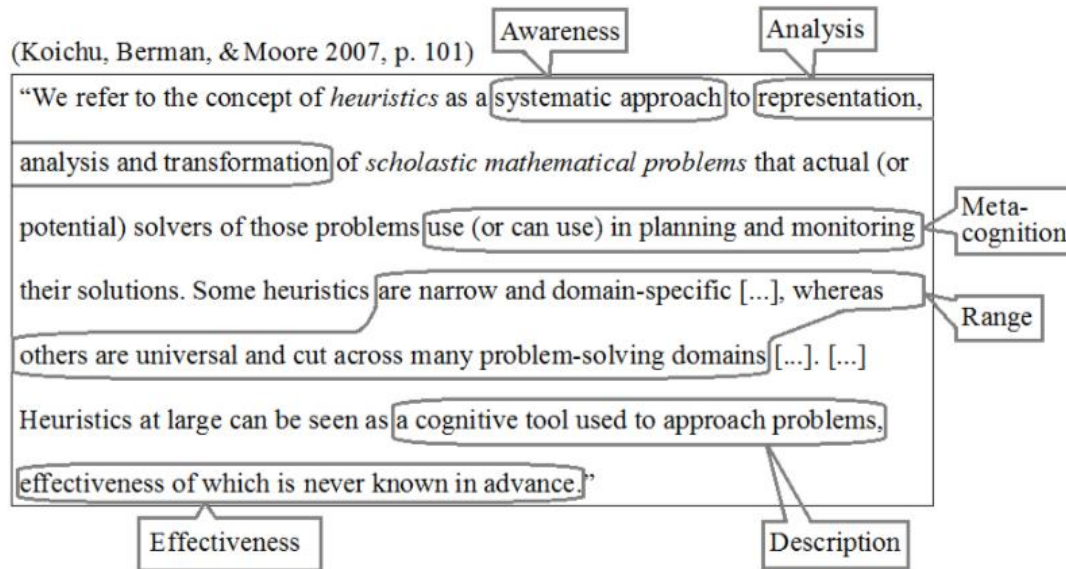 Awareness
Analysis
(Koichu, Berman, & Moore 2007, p. 101)
“We refer to the concept of heuristics as a systematic approach to representation,
analysis and transformation of scholastic mathematical problems that actual (or
potential) solvers of those problems use (or can use) in planning and monitoring
Meta-
cognition
their solutions. Some heuristics are narrow and domain-specific [...], whereas
Range
others are universal and cut across many problem-solving domains [...]. [...]
Heuristics at large can be seen as a cognitive tool used to approach problems,
effectiveness of which is never known in advance.”
Effectiveness
Description